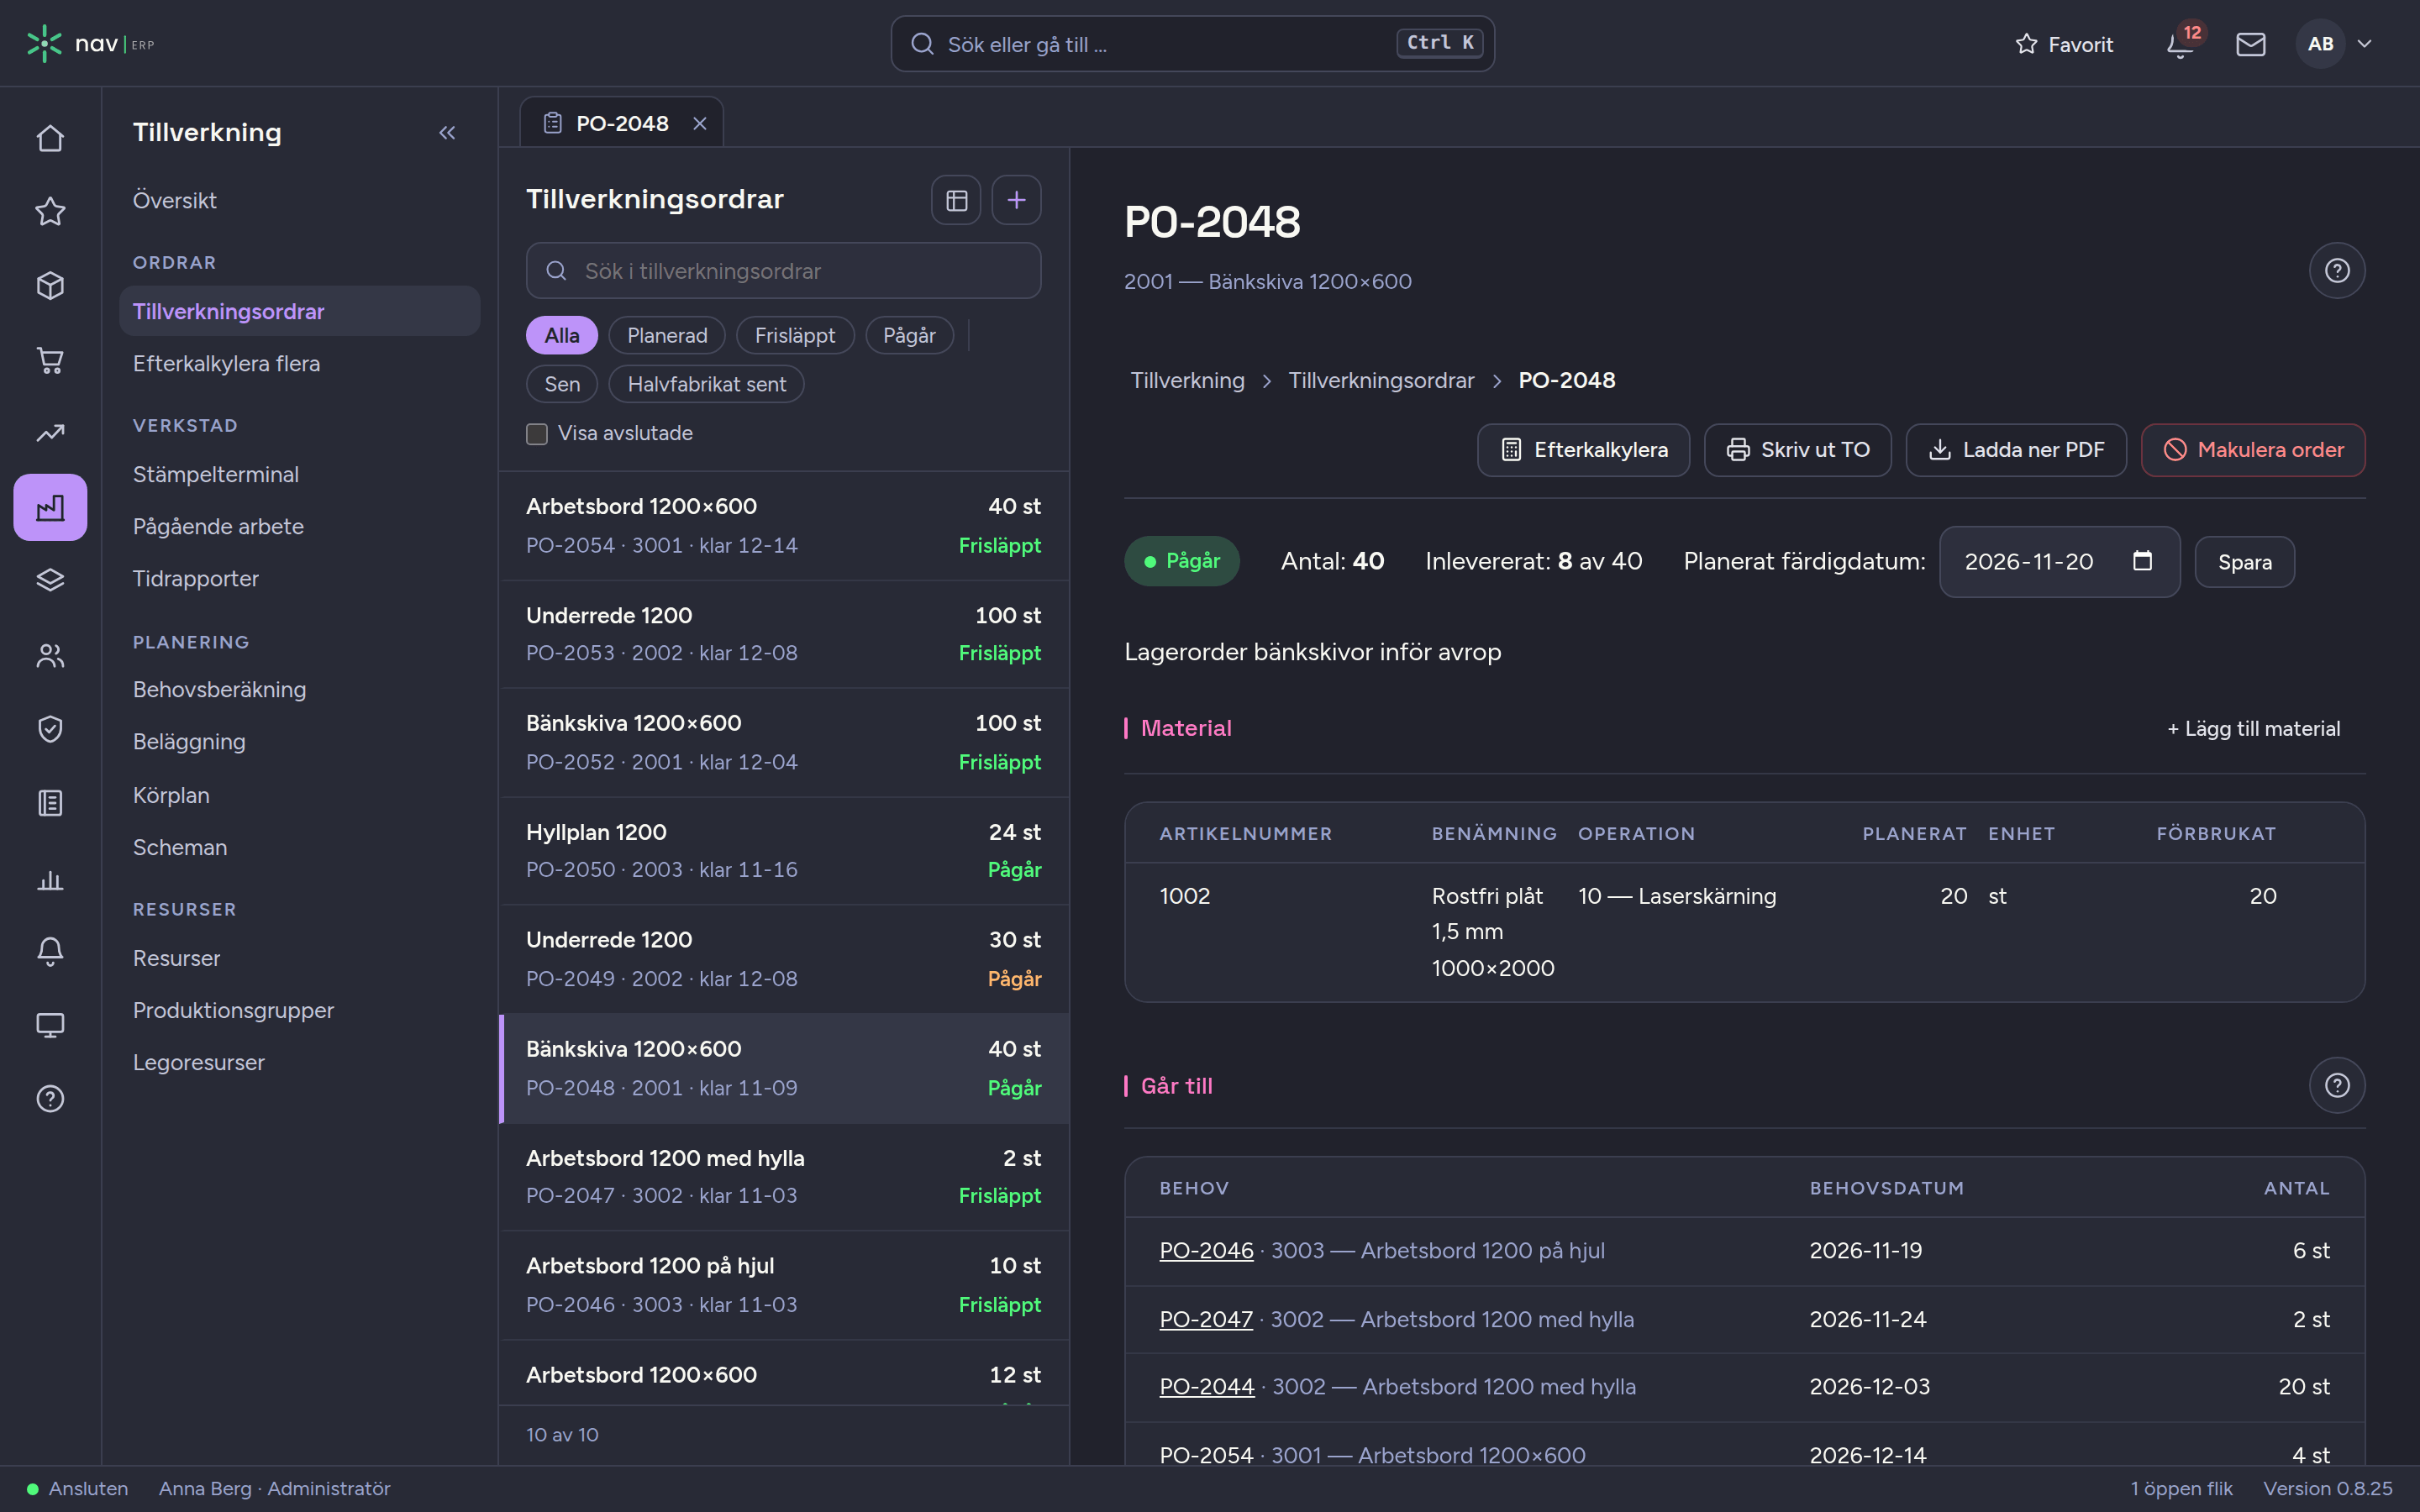 nav ERP
Sök eller gå till ...
Ctrl K
Favorit
12
AB
Tillverkning
Översikt
ORDRAR
Tillverkningsordrar
Efterkalkylera flera
VERKSTAD
Stämpelterminal
Pågående arbete
Tidrapporter
PLANERING
Behovsberäkning
Beläggning
Körplan
Scheman
RESURSER
Resurser
Produktionsgrupper
Legoresurser
PO-2048
Tillverkningsordrar
Sök i tillverkningsordrar
Alla Planerad Frisläppt Pågår
Sen Halvfabrikat sent
Visa avslutade
Arbetsbord 1200×600 40 st
PO-2054 · 3001 · klar 12-14 Frisläppt
Underrede 1200 100 st
PO-2053 · 2002 · klar 12-08 Frisläppt
Bänkskiva 1200×600 100 st
PO-2052 · 2001 · klar 12-04 Frisläppt
Hyllplan 1200 24 st
PO-2050 · 2003 · klar 11-16 Pågår
Underrede 1200 30 st
PO-2049 · 2002 · klar 12-08 Pågår
Bänkskiva 1200×600 40 st
PO-2048 · 2001 · klar 11-09 Pågår
Arbetsbord 1200 med hylla 2 st
PO-2047 · 3002 · klar 11-03 Frisläppt
Arbetsbord 1200 på hjul 10 st
PO-2046 · 3003 · klar 11-03 Frisläppt
Arbetsbord 1200×600 12 st
10 av 10
PO-2048
2001 — Bänkskiva 1200×600
Tillverkning > Tillverkningsordrar > PO-2048
Efterkalkylera Skriv ut TO Ladda ner PDF Makulera order
Pågår Antal: 40 Inlevererat: 8 av 40 Planerat färdigdatum: 2026-11-20 Spara
Lagerorder bänkskivor inför avrop
Material + Lägg till material
ARTIKELNUMMER BENÄMNING OPERATION PLANERAT ENHET FÖRBRUKAT
1002 Rostfri plåt 10 — Laserskärning 20 st 20
1,5 mm
1000×2000
Går till
BEHOV BEHOVSDATUM ANTAL
PO-2046 · 3003 — Arbetsbord 1200 på hjul 2026-11-19 6 st
PO-2047 · 3002 — Arbetsbord 1200 med hylla 2026-11-24 2 st
PO-2044 · 3002 — Arbetsbord 1200 med hylla 2026-12-03 20 st
PO-2054 · 3001 — Arbetsbord 1200×600 2026-12-14 4 st
Ansluten Anna Berg · Administratör 1 öppen flik Version 0.8.25